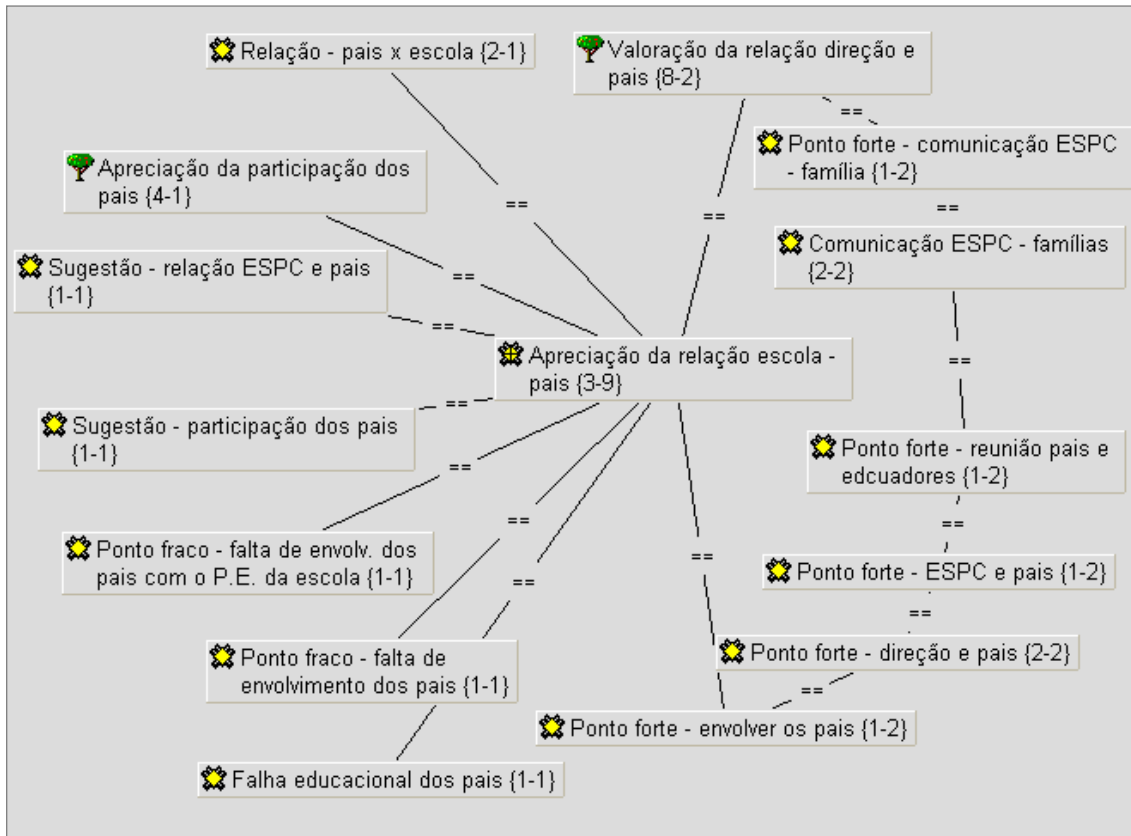 Relação - pais x escola {2-1}
Valoração da relação direção e
pais {8-2}
==
Ponto forte - comunicação ESPC
- família {1-2}
Apreciação da participação dos
pais {4-1}
==
==
==
Comunicação ESPC - famílias
{2-2}
Sugestão - relação ESPC e pais
{1-1}
==
==
Apreciação da relação escola -
pais {3-9}
==
==
Sugestão - participação dos pais
{1-1}
Ponto forte - reunião pais e
edcuadores {1-2}
==
==
Ponto fraco - falta de envolv. dos
pais com o P.E. da escola {1-1}
==
==
==
Ponto forte - ESPC e pais {1-2}
==
Ponto fraco - falta de
envolvimento dos pais {1-1}
Ponto forte - direção e pais {2-2}
==
Ponto forte - envolver os pais {1-2}
Falha educacional dos pais {1-1}